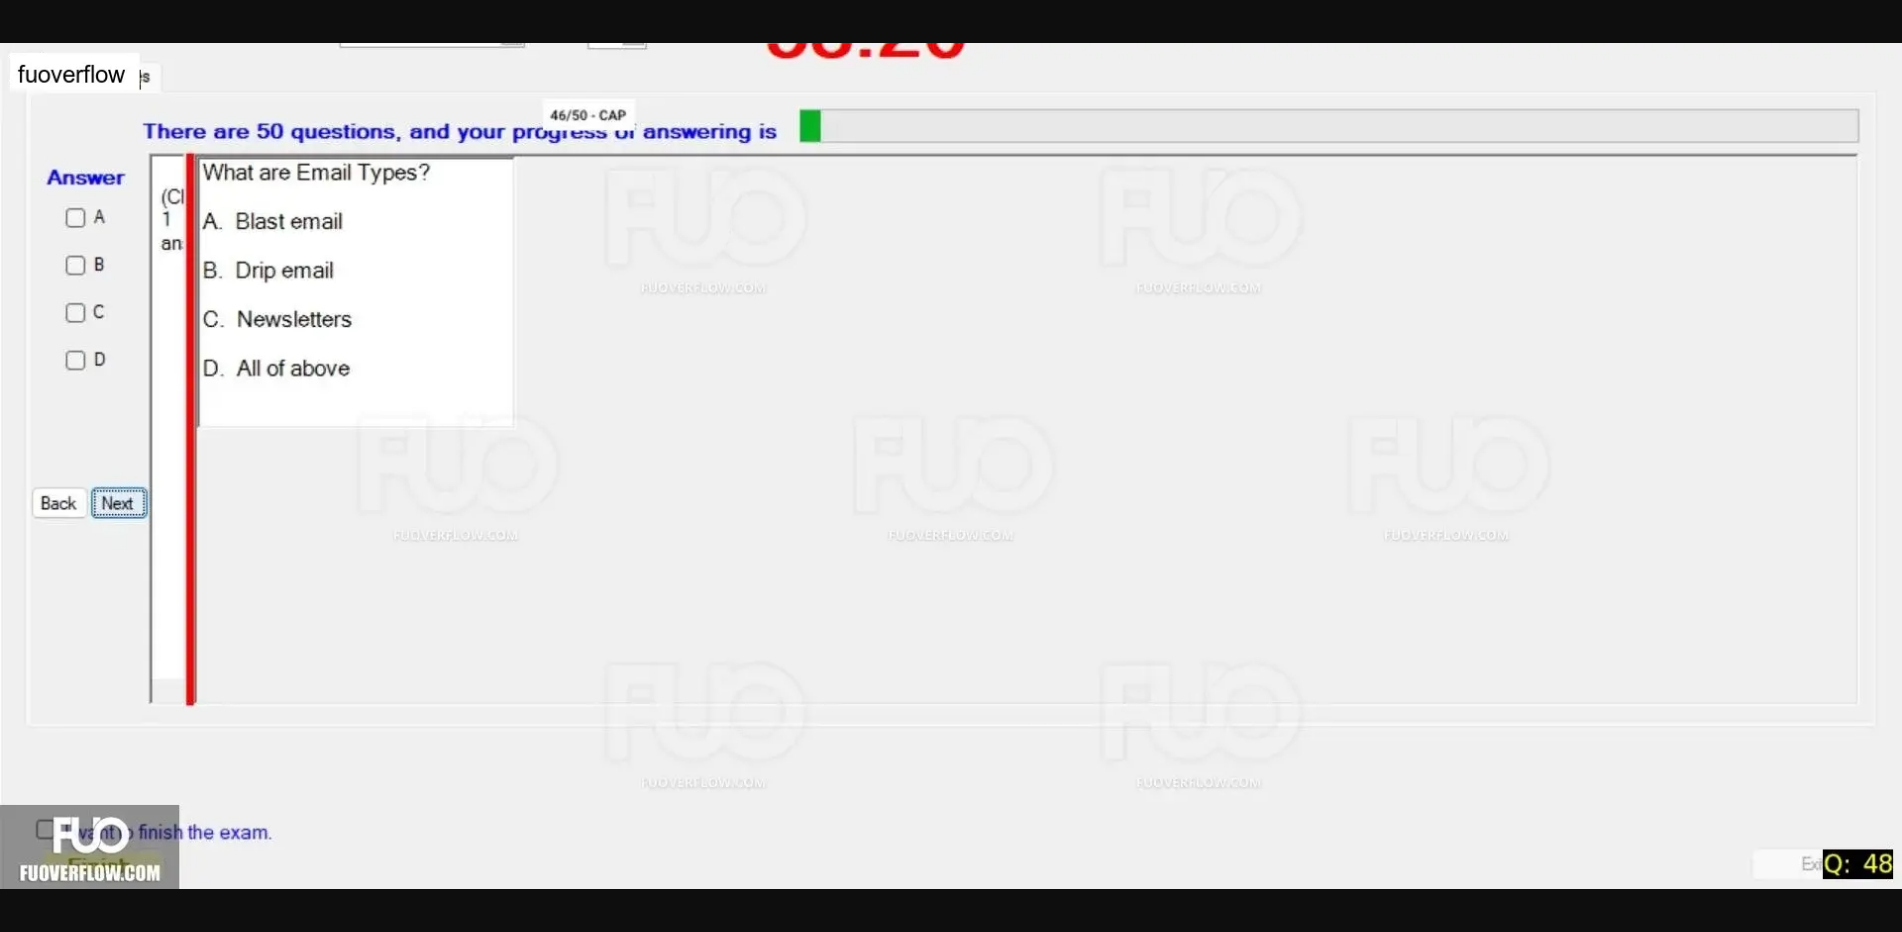 fuoverflow
46/50 - CAP
There are 50 questions, and your progress of answering is
Answer
A
B
C
D
(Cl
1
an
What are Email Types?
A. Blast email
B. Drip email
C. Newsletters
D. All of above
FUO
FUOVERFLOW.COM
FUO
FUOVERFLOW.COM
FUO
FUOVERFLOW.COM
FUO
FUOVERFLOW.COM
FUO
FUOVERFLOW.COM
Back
Next
FUO
FUOVERFLOW.COM
FUO
FUOVERFLOW.COM
I want to finish the exam.
FUO
FUOVERFLOW.COM
Q: 48